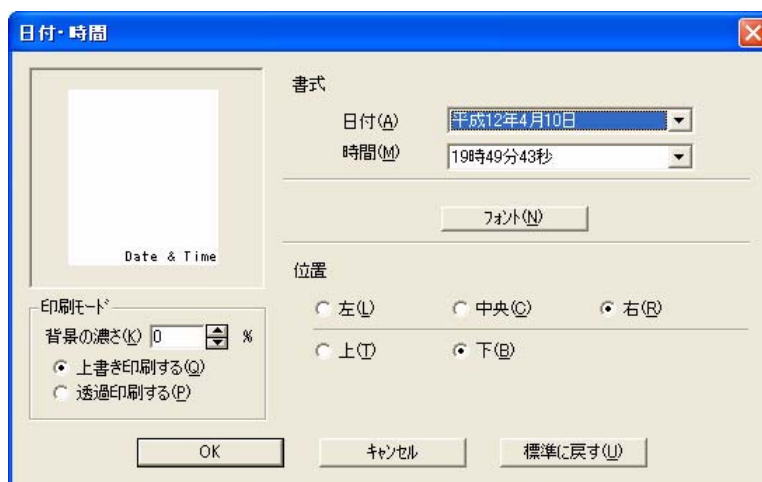 日付・時間
Date & Time
書式
日付(A) 平成12年4月10日
時間(M) 19時49分43秒
フォント(N)
位置
左(L) 中央(C) 右(R)
上(T) 下(B)
印刷モード
背景の濃さ(K) 0 %
上書き印刷する(O)
透過印刷する(P)
OK キャンセル 標準に戻す(U)